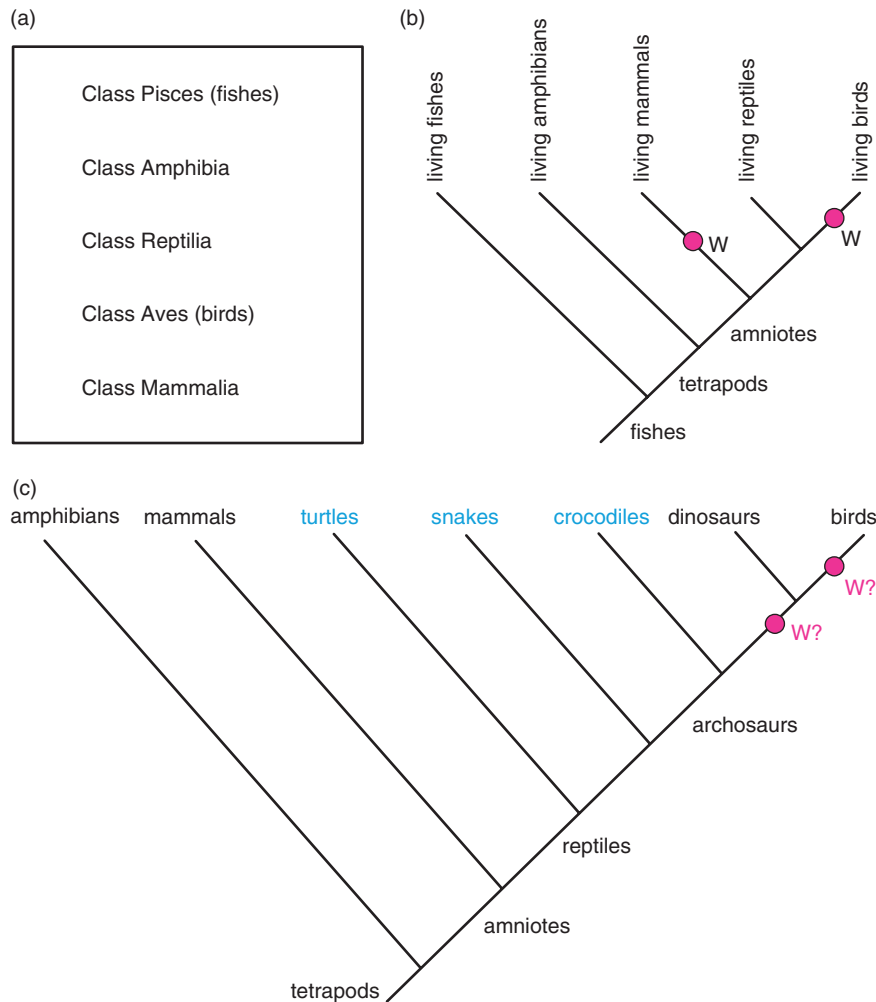 (a)
Class Pisces (fishes)
Class Amphibia
Class Reptilia
Class Aves (birds)
Class Mammalia
(b)
living fishes
living amphibians
living mammals
living reptiles
living birds
W
W
amniotes
tetrapods
fishes
(c)
amphibians mammals turtles snakes crocodiles dinosaurs birds
W?
W?
archosaurs
reptiles
amniotes
tetrapods